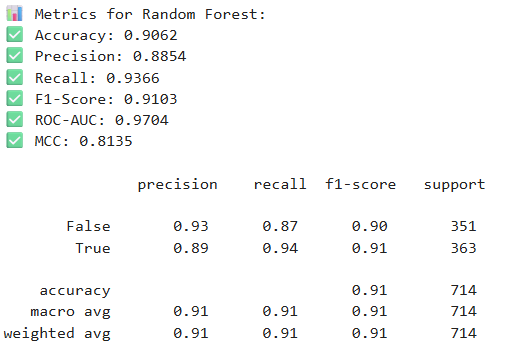 📊 Metrics for Random Forest:
✅ Accuracy: 0.9062
✅ Precision: 0.8854
✅ Recall: 0.9366
✅ F1-Score: 0.9103
✅ ROC-AUC: 0.9704
✅ MCC: 0.8135
precision recall f1-score support
False 0.93 0.87 0.90 351
True 0.89 0.94 0.91 363
accuracy 0.91 714
macro avg 0.91 0.91 0.91 714
weighted avg 0.91 0.91 0.91 714